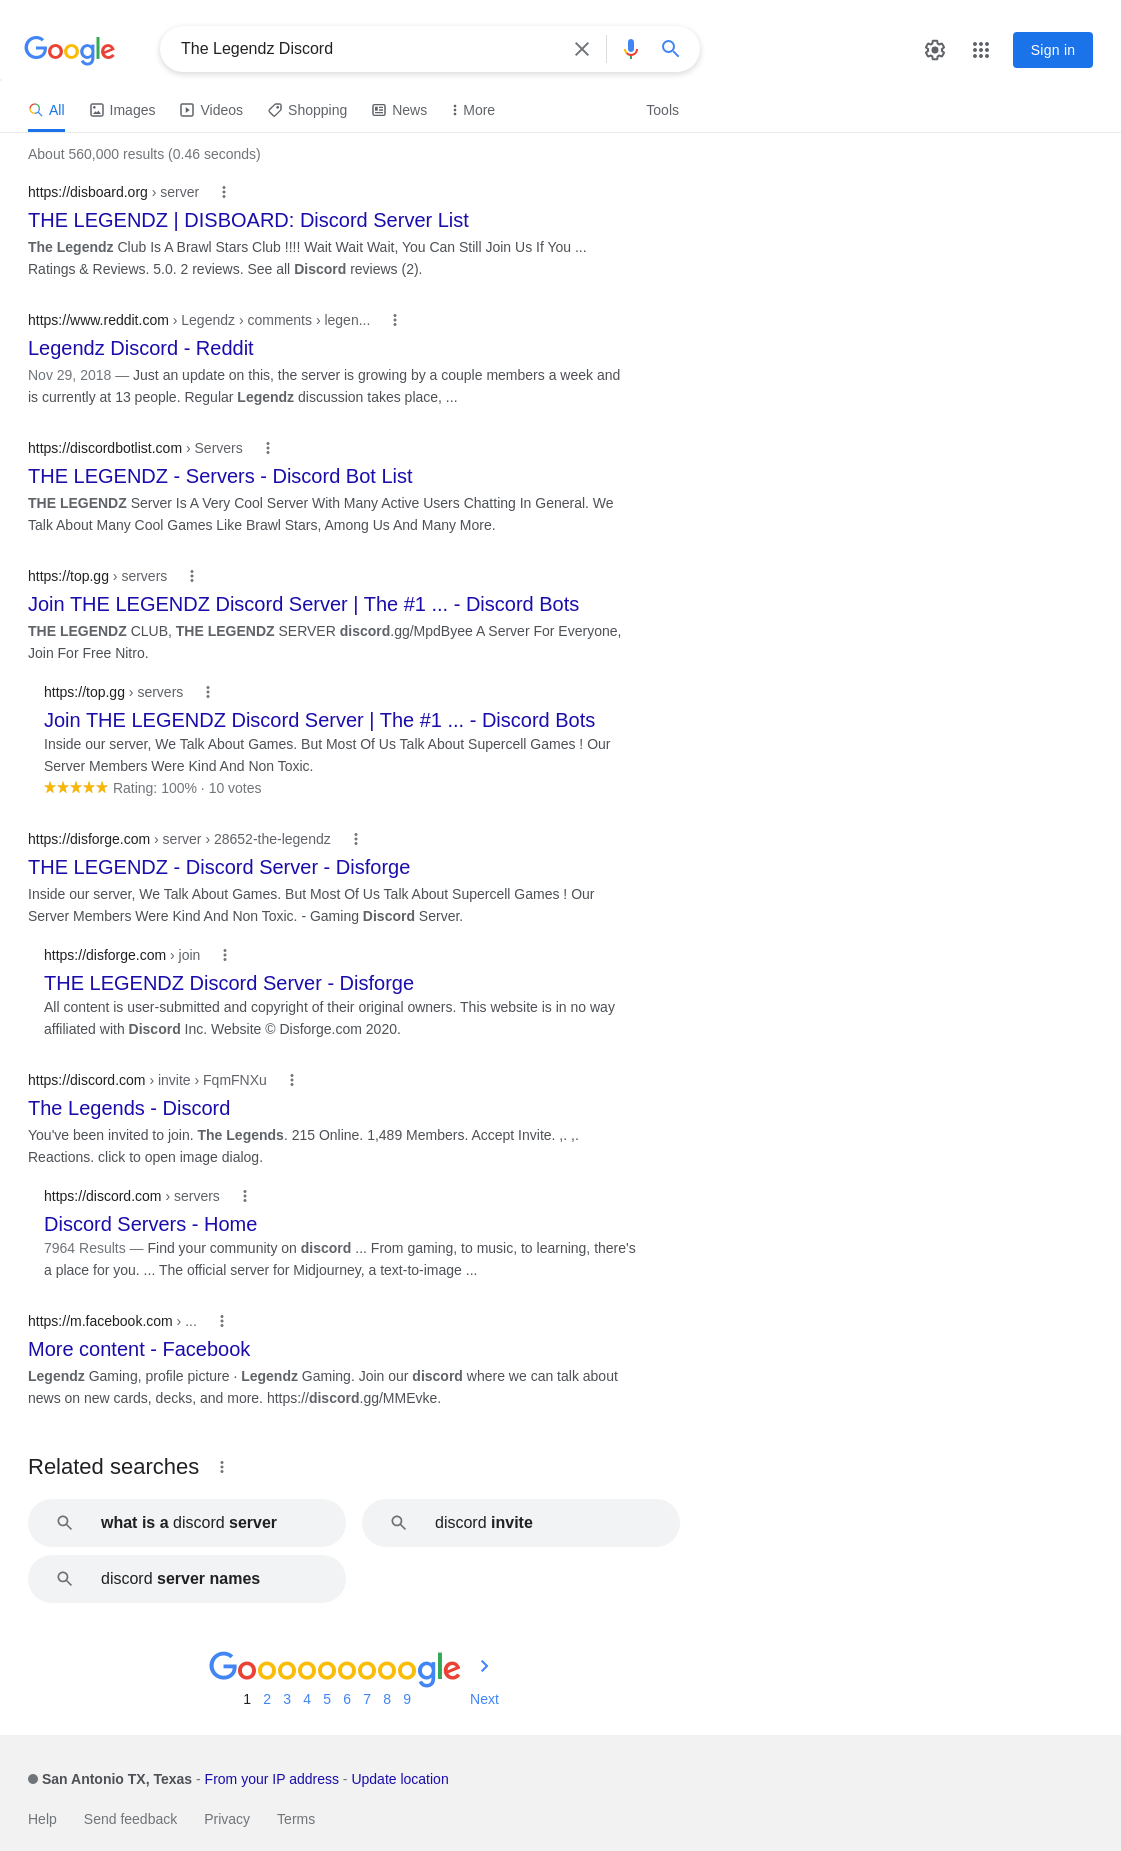 Google
The Legendz Discord
Sign in
All
Images
Videos
Shopping
News
More
Tools
About 560,000 results (0.46 seconds)
https://disboard.org › server
THE LEGENDZ | DISBOARD: Discord Server List
The Legendz Club Is A Brawl Stars Club !!!! Wait Wait Wait, You Can Still Join Us If You ...
Ratings & Reviews. 5.0. 2 reviews. See all Discord reviews (2).
https://www.reddit.com › Legendz › comments › legen...
Legendz Discord - Reddit
Nov 29, 2018 — Just an update on this, the server is growing by a couple members a week and
is currently at 13 people. Regular Legendz discussion takes place, ...
https://discordbotlist.com › Servers
THE LEGENDZ - Servers - Discord Bot List
THE LEGENDZ Server Is A Very Cool Server With Many Active Users Chatting In General. We
Talk About Many Cool Games Like Brawl Stars, Among Us And Many More.
https://top.gg › servers
Join THE LEGENDZ Discord Server | The #1 ... - Discord Bots
THE LEGENDZ CLUB, THE LEGENDZ SERVER discord.gg/MpdByee A Server For Everyone,
Join For Free Nitro.
https://top.gg › servers
Join THE LEGENDZ Discord Server | The #1 ... - Discord Bots
Inside our server, We Talk About Games. But Most Of Us Talk About Supercell Games ! Our
Server Members Were Kind And Non Toxic.
Rating: 100% · 10 votes
https://disforge.com › server › 28652-the-legendz
THE LEGENDZ - Discord Server - Disforge
Inside our server, We Talk About Games. But Most Of Us Talk About Supercell Games ! Our
Server Members Were Kind And Non Toxic. - Gaming Discord Server.
https://disforge.com › join
THE LEGENDZ Discord Server - Disforge
All content is user-submitted and copyright of their original owners. This website is in no way
affiliated with Discord Inc. Website © Disforge.com 2020.
https://discord.com › invite › FqmFNXu
The Legends - Discord
You've been invited to join. The Legends. 215 Online. 1,489 Members. Accept Invite. ,. ,.
Reactions. click to open image dialog.
https://discord.com › servers
Discord Servers - Home
7964 Results — Find your community on discord ... From gaming, to music, to learning, there's
a place for you. ... The official server for Midjourney, a text-to-image ...
https://m.facebook.com › ...
More content - Facebook
Legendz Gaming, profile picture · Legendz Gaming. Join our discord where we can talk about
news on new cards, decks, and more. https://discord.gg/MMEvke.
Related searches
what is a discord server
discord invite
discord server names
Gooooooooogle
1 2 3 4 5 6 7 8 9 Next
San Antonio TX, Texas - From your IP address - Update location
Help Send feedback Privacy Terms